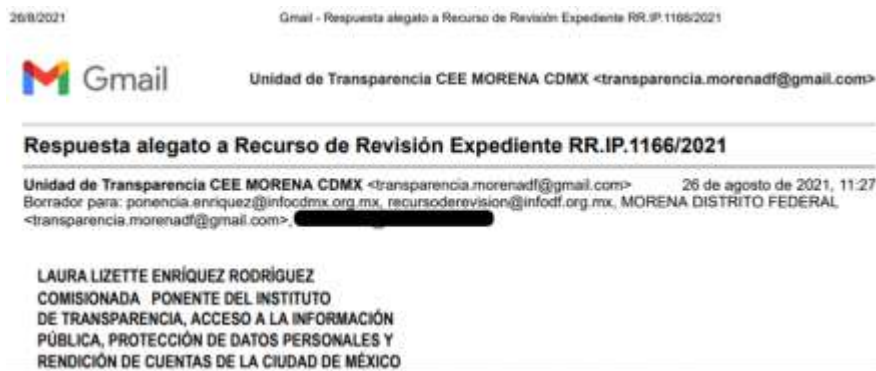 26/8/2021 Gmail - Respuesta alegato a Recurso de Revisión Expediente RR.IP.1166/2021
Gmail Unidad de Transparencia CEE MORENA CDMX <transparencia.morenadf@gmail.com>
Respuesta alegato a Recurso de Revisión Expediente RR.IP.1166/2021
Unidad de Transparencia CEE MORENA CDMX <transparencia.morenadf@gmail.com> 26 de agosto de 2021, 11:27
Borrador para: ponencia.enriquez@infocdmx.org.mx, recursoderevision@infodf.org.mx, MORENA DISTRITO FEDERAL
<transparencia.morenadf@gmail.com>,
LAURA LIZETTE ENRÍQUEZ RODRÍGUEZ
COMISIONADA PONENTE DEL INSTITUTO
DE TRANSPARENCIA, ACCESO A LA INFORMACIÓN
PÚBLICA, PROTECCIÓN DE DATOS PERSONALES Y
RENDICIÓN DE CUENTAS DE LA CIUDAD DE MÉXICO